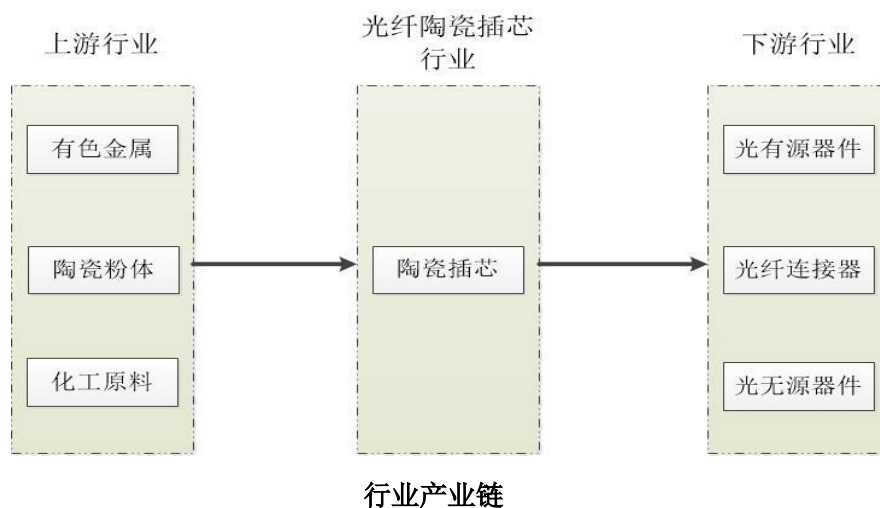 上游行业
光纤陶瓷插芯
行业
下游行业
有色金属
陶瓷粉体
化工原料
陶瓷插芯
光有源器件
光纤连接器
光无源器件
行业产业链